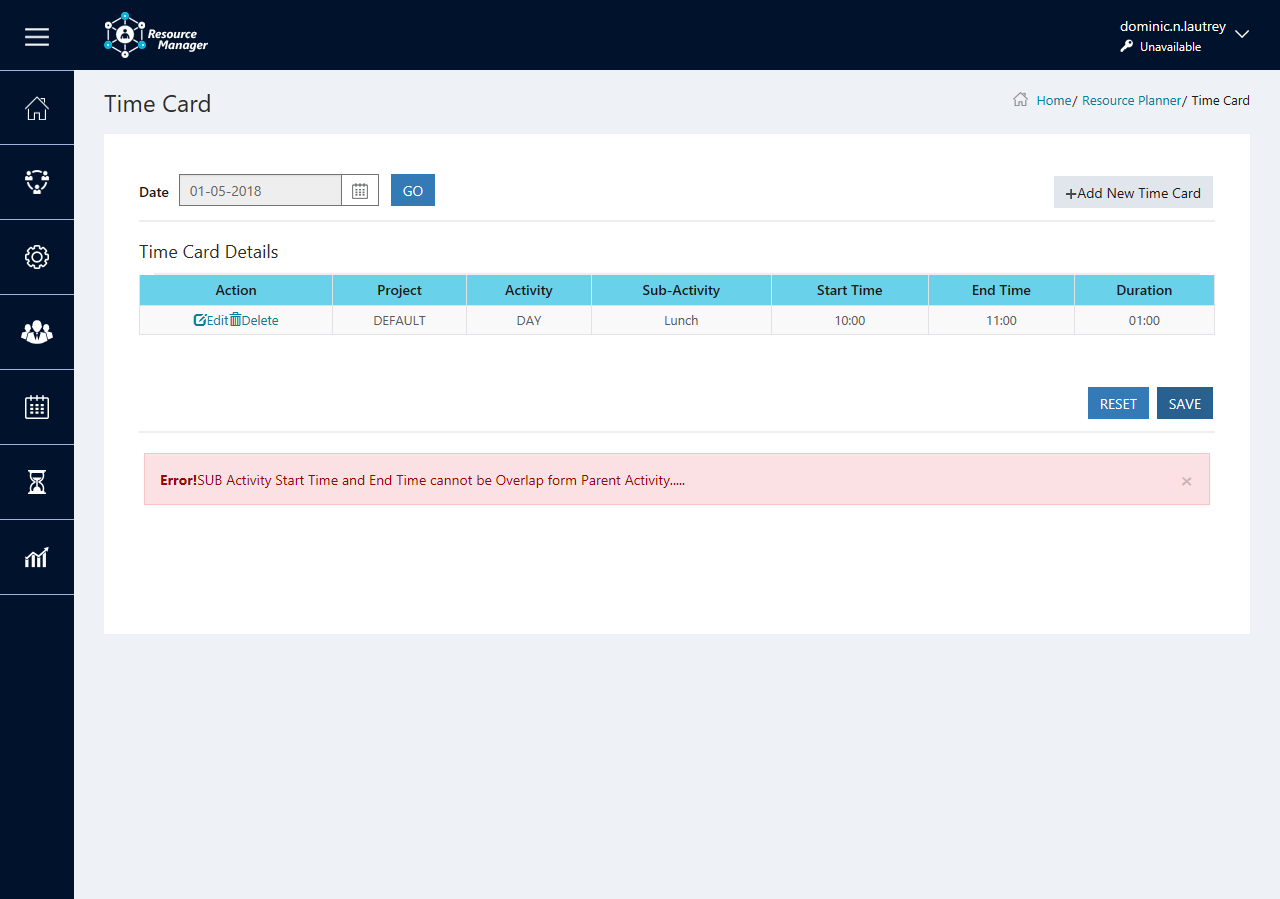 Resource
Manager
dominic.n.lautrey
Unavailable
Time Card
Home/ Resource Planner/ Time Card
Date 01-05-2018 GO +Add New Time Card
Time Card Details
Action Project Activity Sub-Activity Start Time End Time Duration
EditDelete DEFAULT DAY Lunch 10:00 11:00 01:00
RESET SAVE
Error!SUB Activity Start Time and End Time cannot be Overlap form Parent Activity..... ×